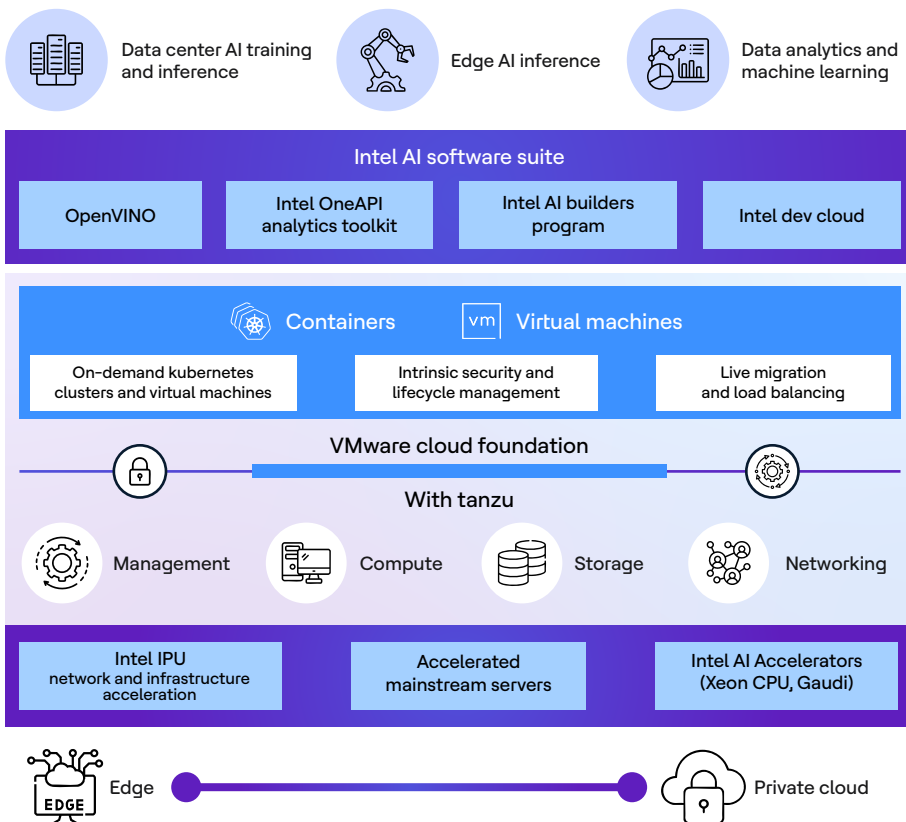 Data center AI training
and inference
Edge AI inference
Data analytics and
machine learning
Intel AI software suite
OpenVINO
Intel OneAPI
analytics toolkit
Intel AI builders
program
Intel dev cloud
Containers
vm
Virtual machines
On-demand kubernetes
clusters and virtual machines
Intrinsic security and
lifecycle management
Live migration
and load balancing
VMware cloud foundation
With tanzu
Management
Compute
Storage
Networking
Intel IPU
network and infrastructure
acceleration
Accelerated
mainstream servers
Intel AI Accelerators
(Xeon CPU, Gaudi)
EDGE
Edge
Private cloud